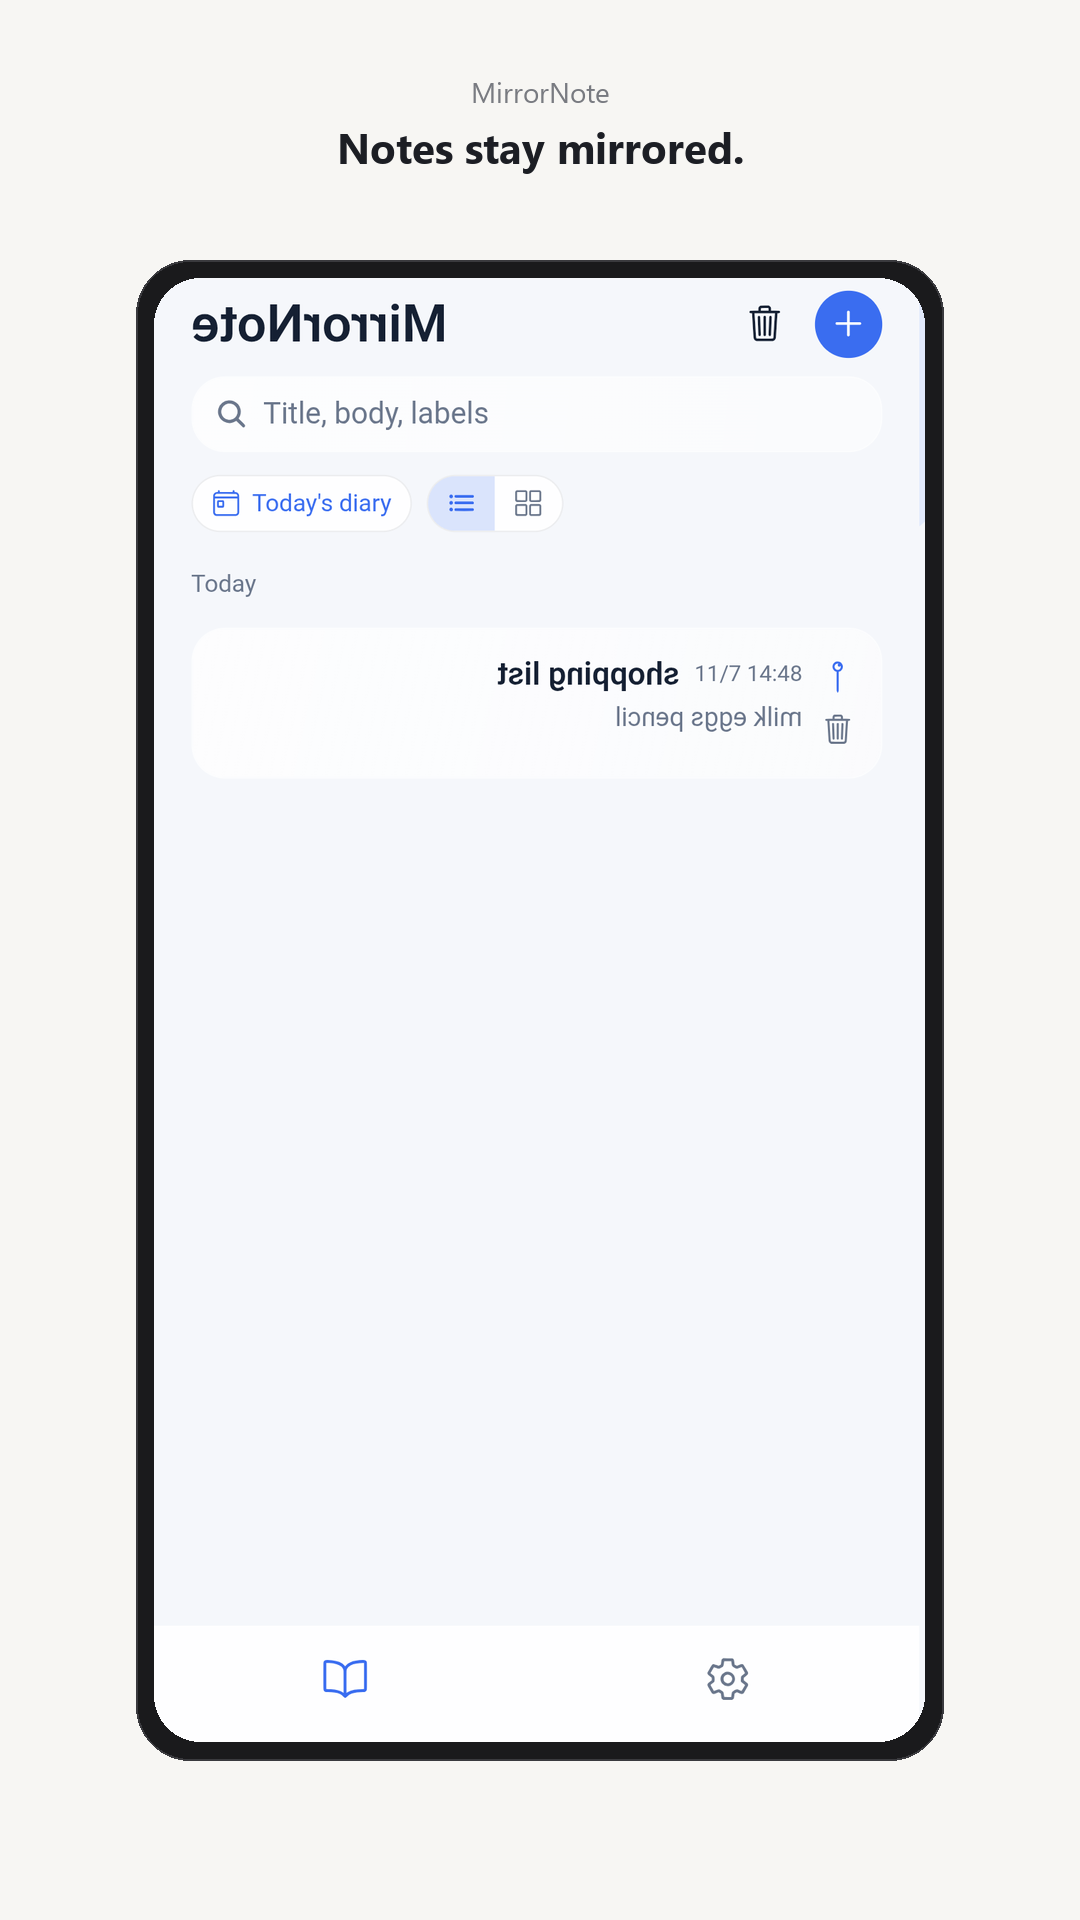 MirrorNote
Notes stay mirrored.
MirrorNote
Title, body, labels
Today's diary
Today
shopping list 11/7 14:48
milk eggs pencil